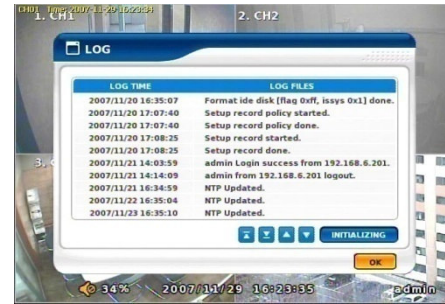 CH01 Time: 2007-11-29 16:23:34
1. CH1
2. CH2
LOG
LOG TIME LOG FILES
2007/11/20 16:35:07 Format ide disk [flag 0xff, issys 0x1] done.
2007/11/20 17:07:40 Setup record policy started.
2007/11/20 17:07:40 Setup record policy done.
2007/11/20 17:08:25 Setup record started.
2007/11/20 17:08:25 Setup record done.
2007/11/21 14:03:59 admin Login success from 192.168.6.201.
2007/11/21 14:14:09 admin from 192.168.6.201 logout.
2007/11/21 16:34:59 NTP Updated.
2007/11/22 16:35:04 NTP Updated.
2007/11/23 16:35:10 NTP Updated.
3.
INITIALIZING
OK
34% 2007/11/29 16:23:35 admin